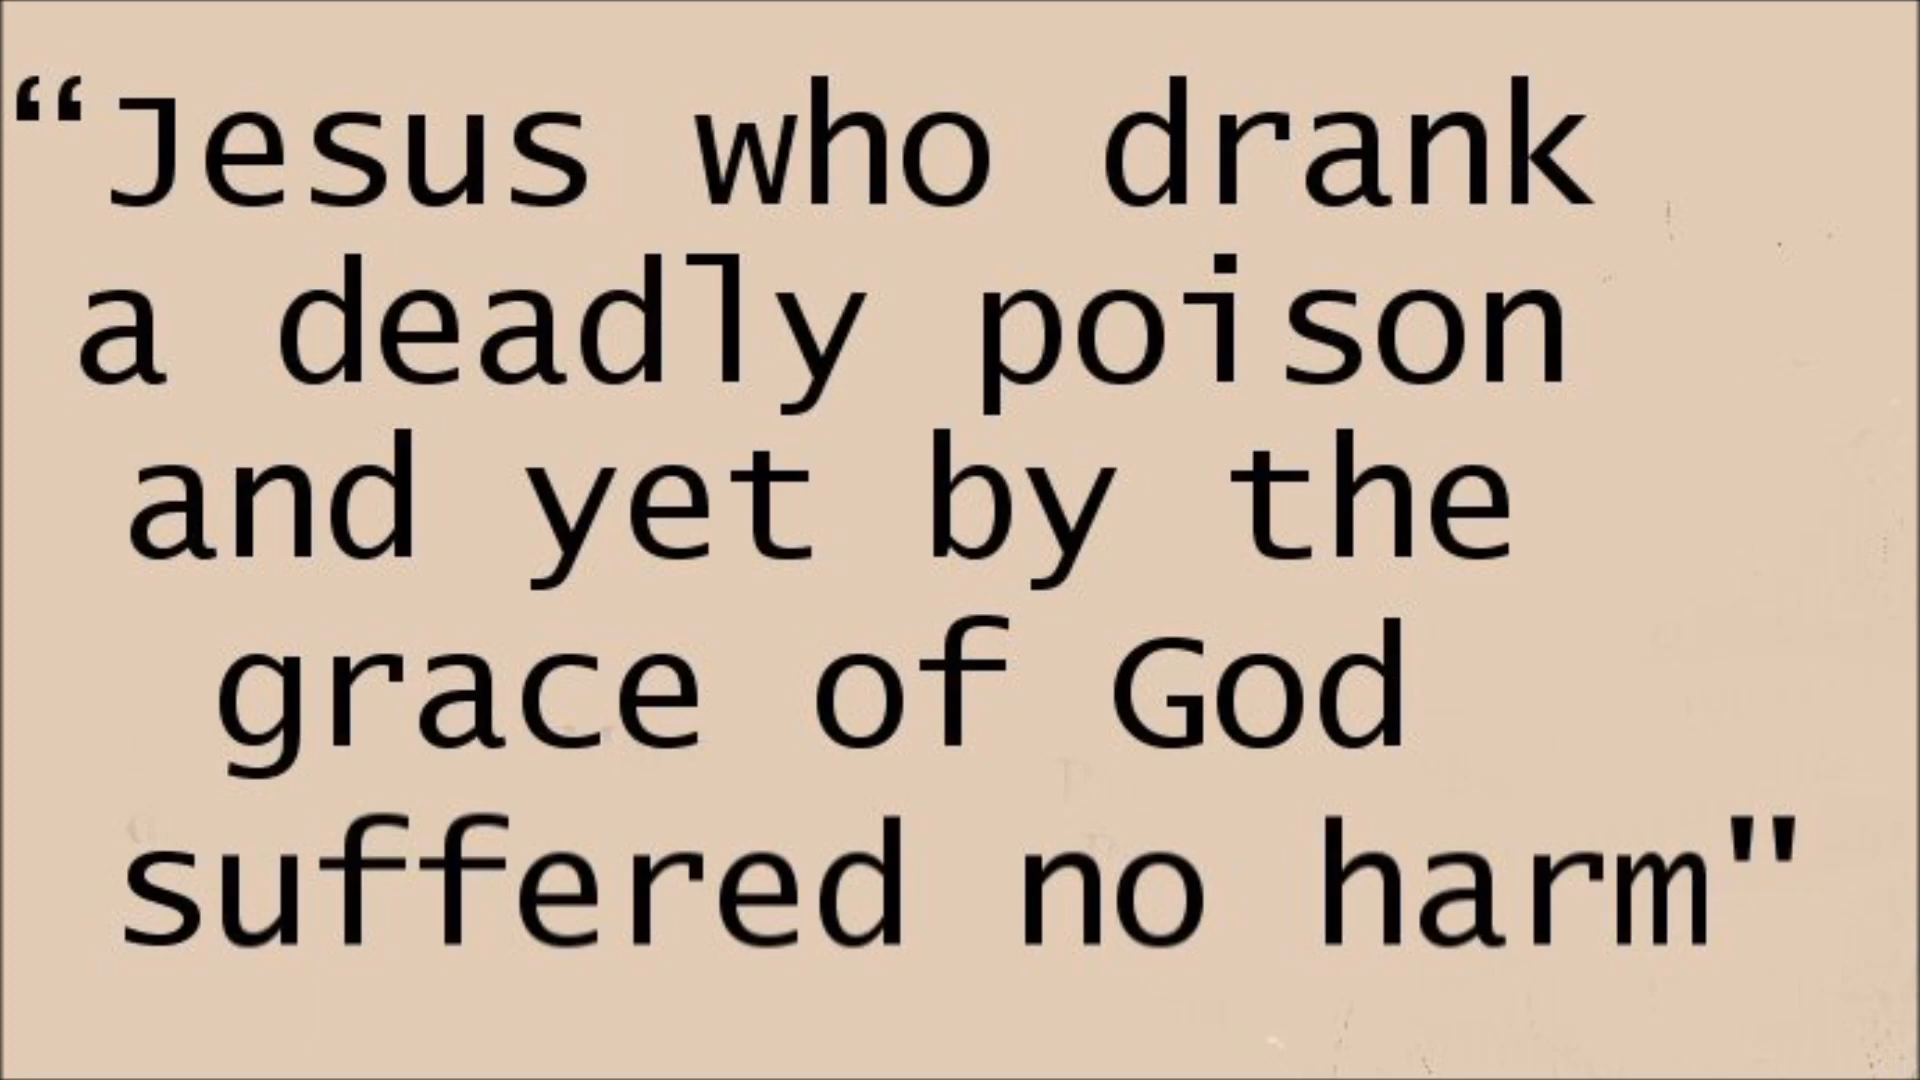 “Jesus who drank
a deadly poison
and yet by the
grace of God
suffered no harm"